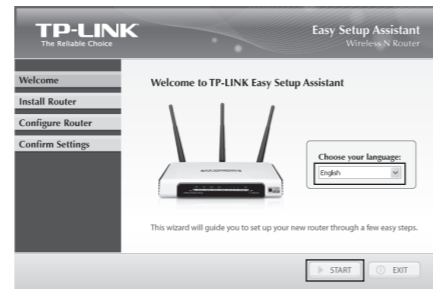 TP-LINK
The Reliable Choice
Easy Setup Assistant
Wireless N Router
Welcome
Install Router
Configure Router
Confirm Settings
Welcome to TP-LINK Easy Setup Assistant
Choose your language:
English
This wizard will guide you to set up your new router through a few easy steps.
START
EXIT